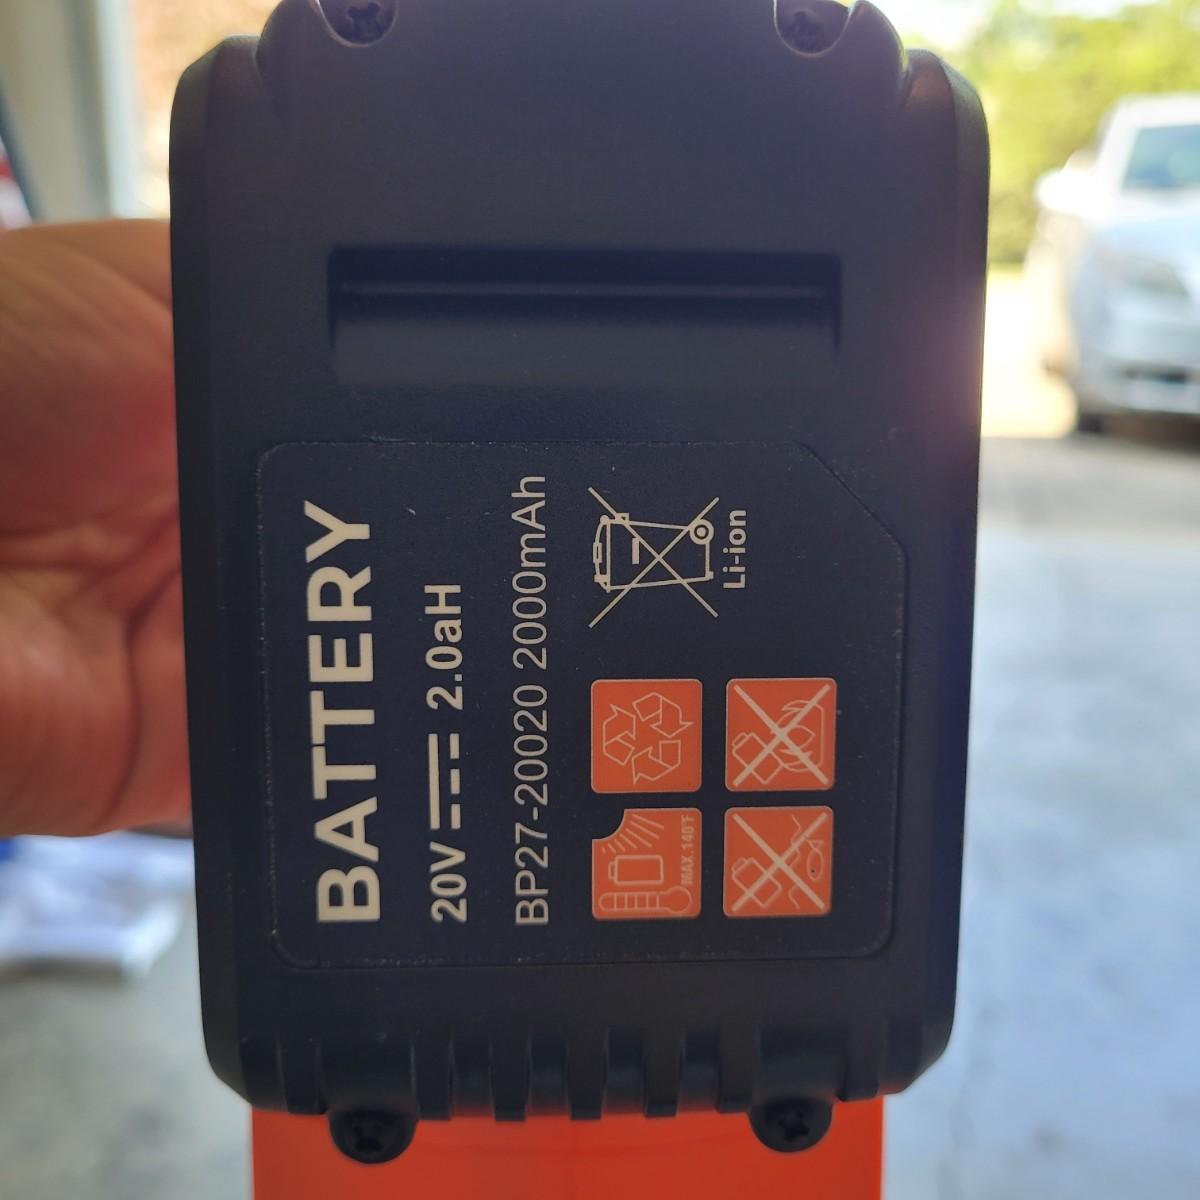 BATTERY
20V 2.0aH
BP27-20020 2000mAh
MAX.140°F
Li-ion